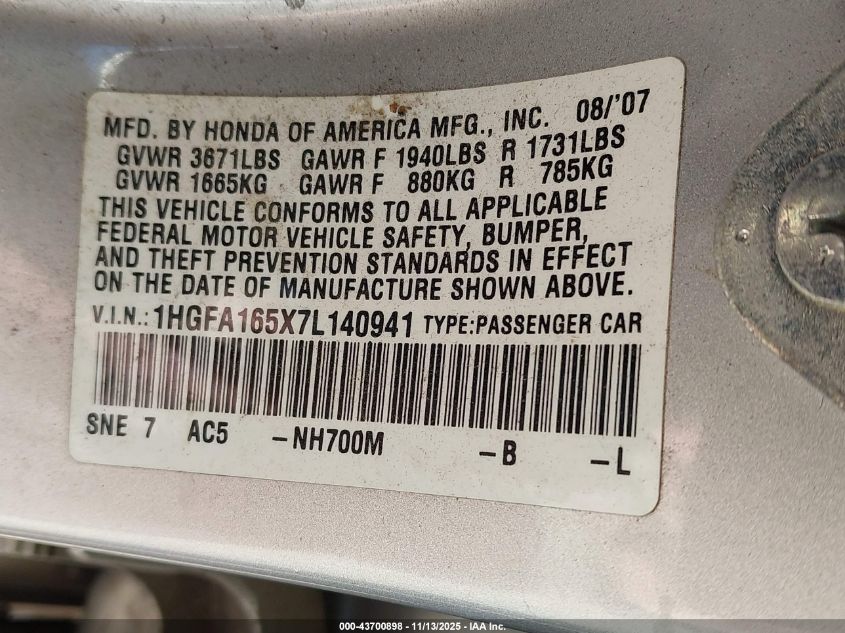 MFD. BY HONDA OF AMERICA MFG., INC. 08/'07
GVWR 3671LBS GAWR F 1940LBS R 1731LBS
GVWR 1665KG GAWR F 880KG R 785KG
THIS VEHICLE CONFORMS TO ALL APPLICABLE
FEDERAL MOTOR VEHICLE SAFETY, BUMPER,
AND THEFT PREVENTION STANDARDS IN EFFECT
ON THE DATE OF MANUFACTURE SHOWN ABOVE.
V.I.N.: 1HGFA165X7L140941 TYPE:PASSENGER CAR
SNE 7 AC5 -NH700M -B -L
000-43700898 - 11/13/2025 - IAA Inc.